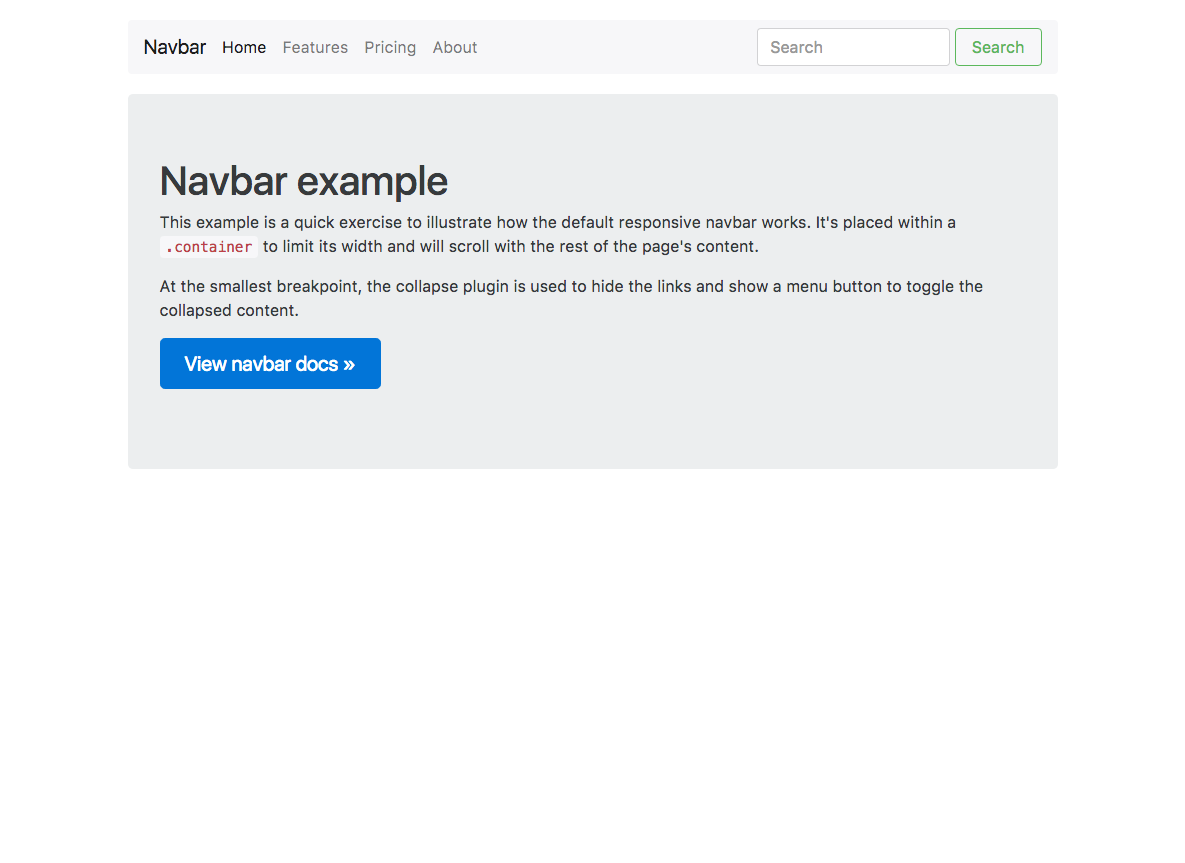 Navbar Home Features Pricing About Search Search
Navbar example
This example is a quick exercise to illustrate how the default responsive navbar works. It's placed within a
.container to limit its width and will scroll with the rest of the page's content.
At the smallest breakpoint, the collapse plugin is used to hide the links and show a menu button to toggle the
collapsed content.
View navbar docs »